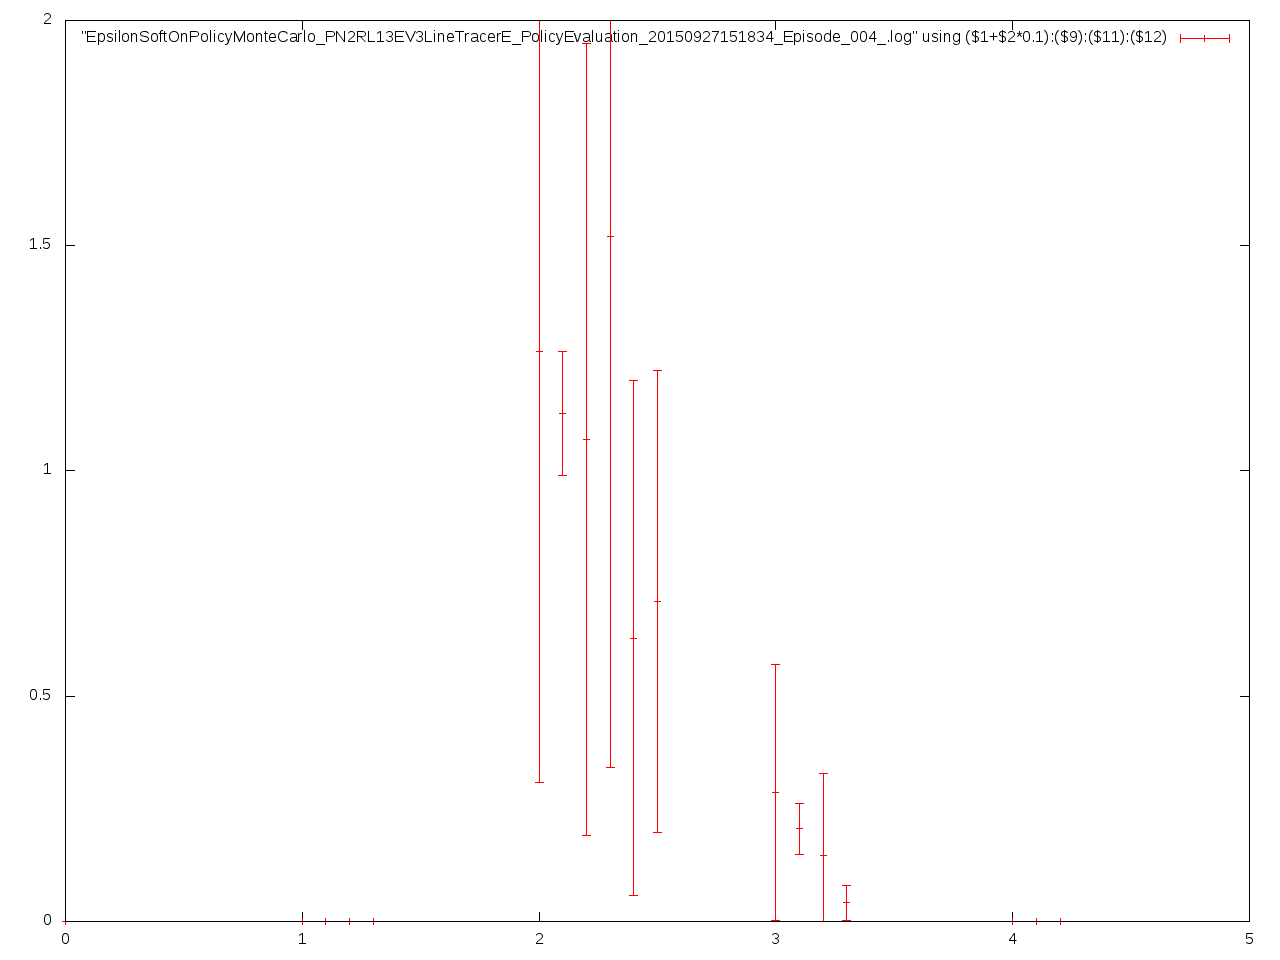 2
"EpsilonSoftOnPolicyMonteCarlo_PN2RL13EV3LineTracerE_PolicyEvaluation_20150927151834_Episode_004_.log" using ($1+$2*0.1):($9):($11):($12)
1.5
1
0.5
0
0 1 2 3 4 5